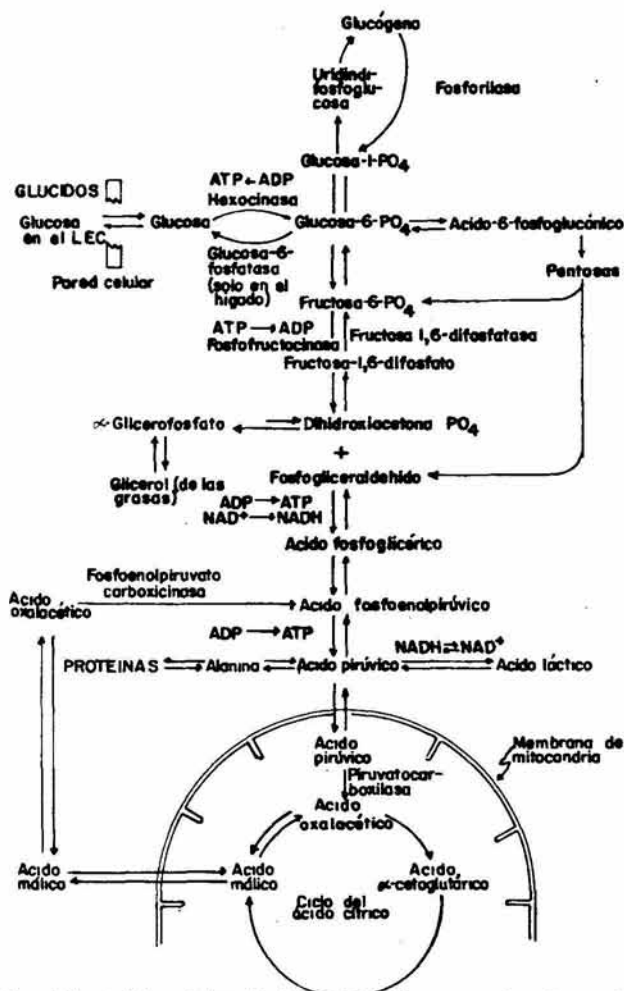 Glucógeno
Uridindi-
fosfoglu-
cosa
Fosforilasa
Glucosa-1-PO4
GLUCIDOS
ATP ← ADP
Hexocinasa
Glucosa
en el LEC
Glucosa
Glucosa-6-PO4
Acido-6-fosfoglucónico
Pared celular
Glucosa-6-
fosfatasa
(solo en el
higado)
Pentosas
Fructosa-6-PO4
ATP → ADP
Fosfofructocinasa
Fructosa 1,6-difosfatasa
Fructosa-1,6-difosfato
∝-Glicerofosfato
Dihidroxiacetona PO4
+
Fosfogliceraldehido
Glicerol (de las
grasas)
ADP → ATP
NAD+ → NADH
Acido fosfoglicérico
Fosfoenolpiruvato
carboxicinasa
Acido
oxalacético
Acido fosfoenolpirúvico
ADP → ATP
NADH ⇄ NAD+
PROTEINAS
Alanina
Acido pirúvico
Acido láctico
Membrana de
mitocondria
Acido
pirúvico
Piruvatocar-
boxilasa
Acido
oxalacético
Acido
málico
Acido
málico
Acido,
∝-cetoglutárico
Ciclo del
ácido cítrico